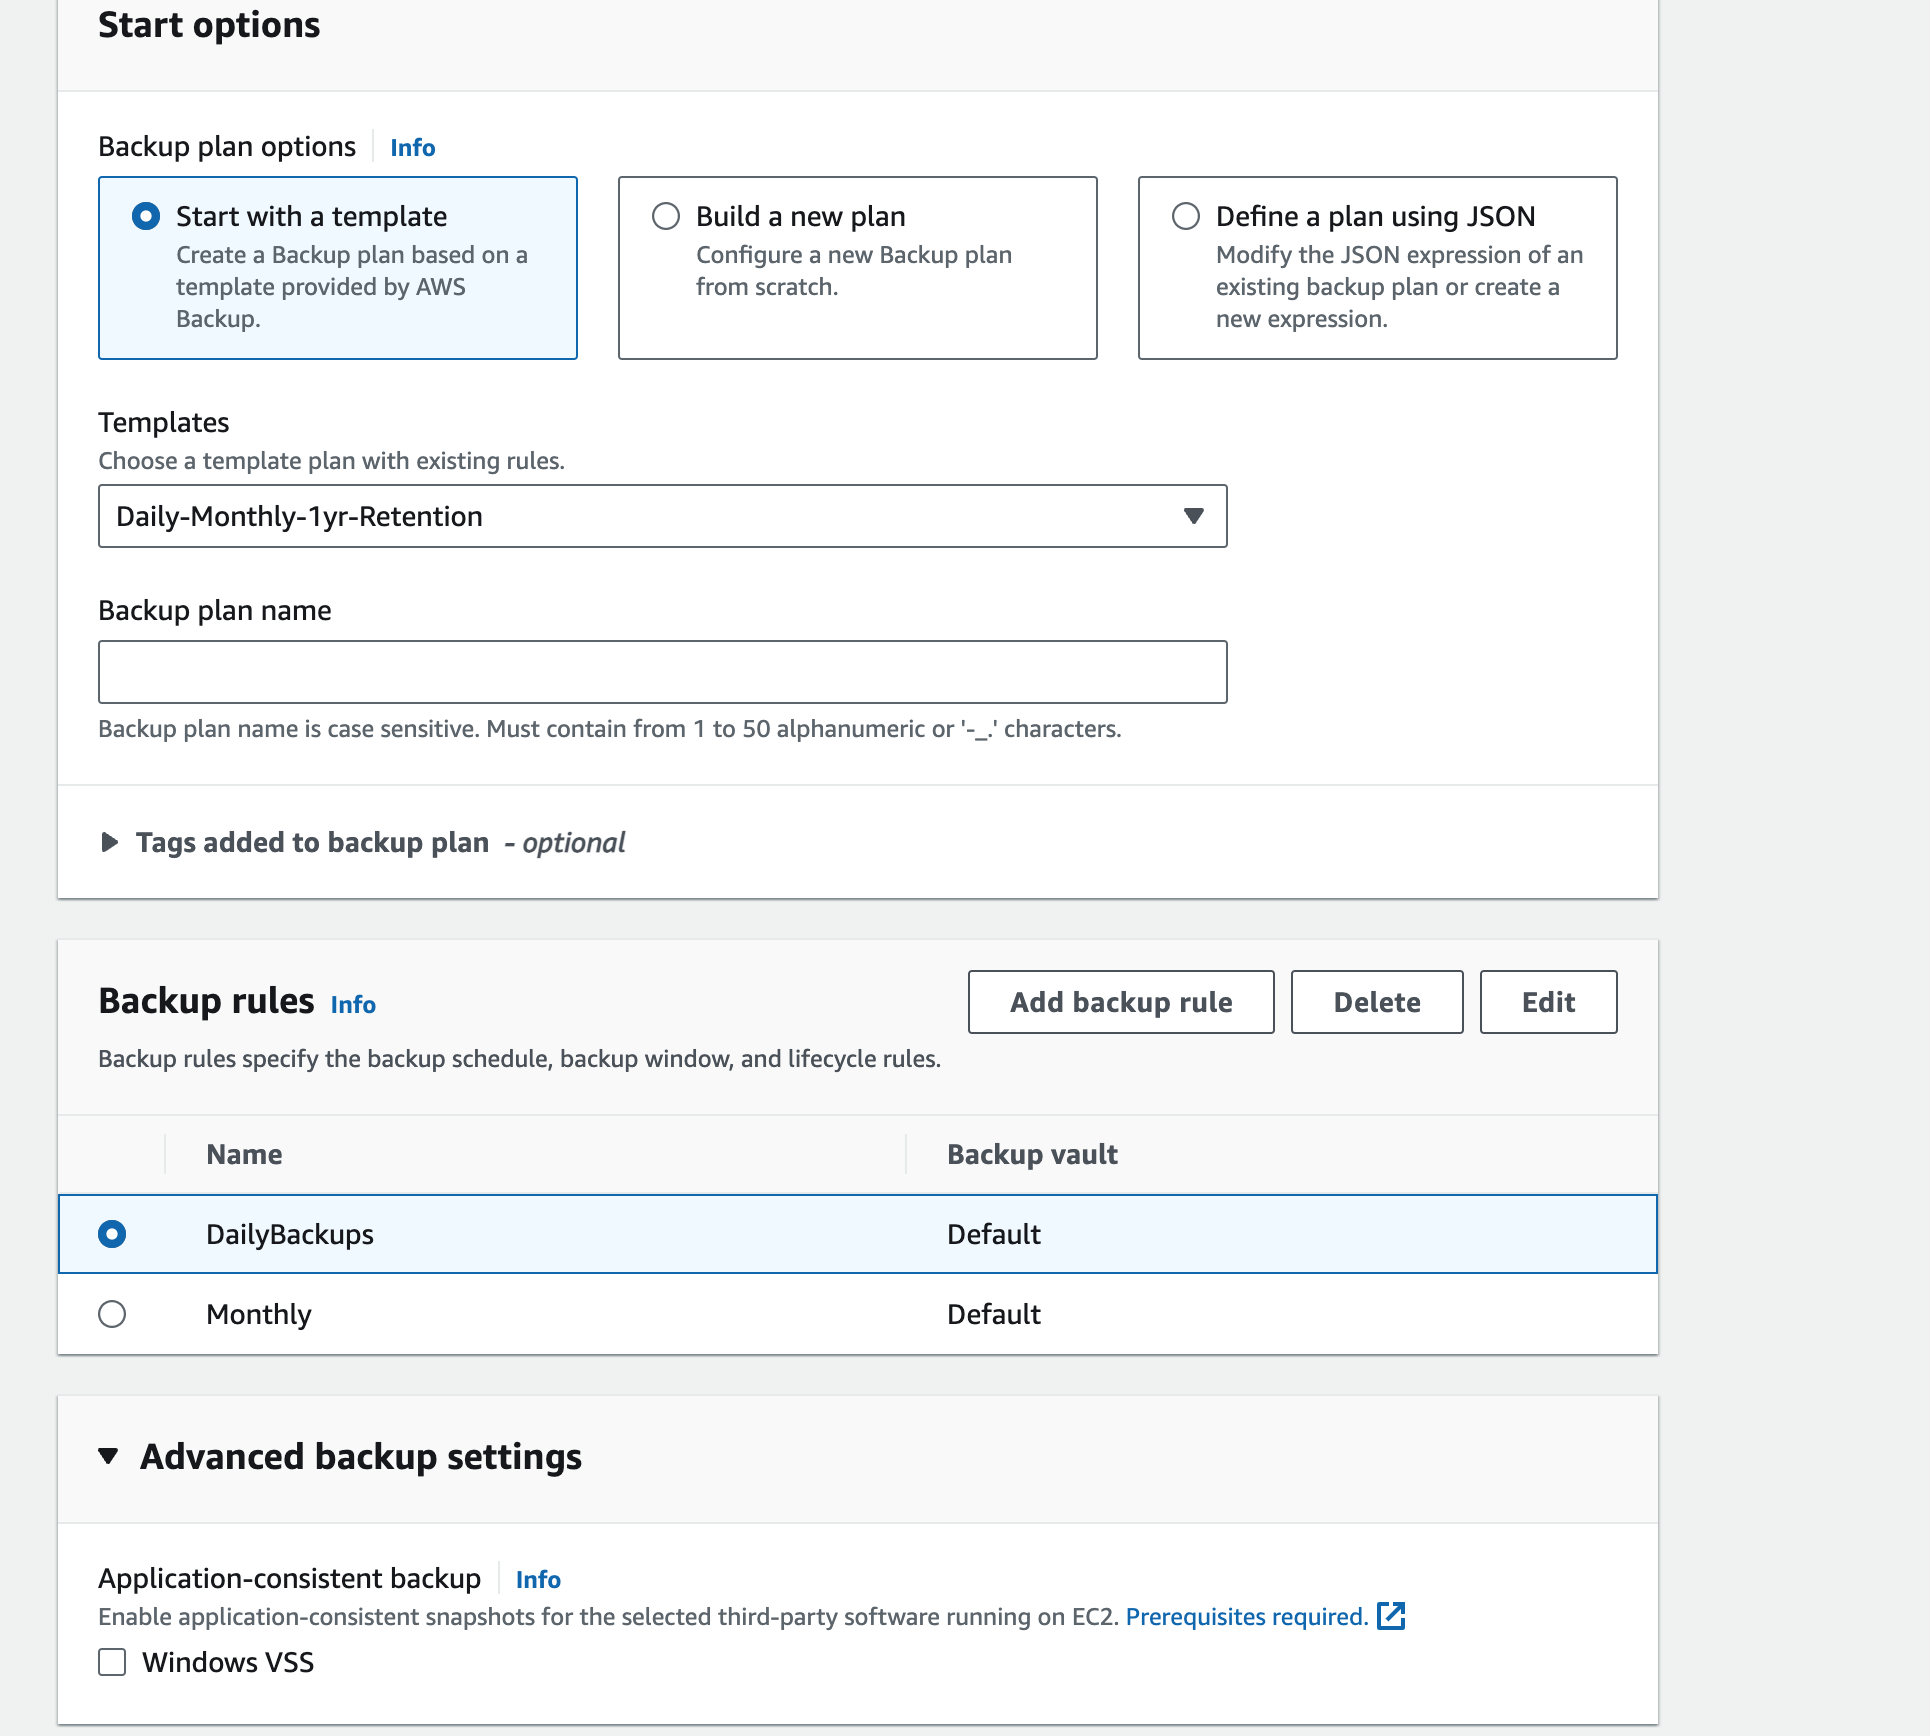 Start options
Backup plan options Info
Start with a template
Create a Backup plan based on a
template provided by AWS
Backup.
Build a new plan
Configure a new Backup plan
from scratch.
Define a plan using JSON
Modify the JSON expression of an
existing backup plan or create a
new expression.
Templates
Choose a template plan with existing rules.
Daily-Monthly-1yr-Retention
Backup plan name
Backup plan name is case sensitive. Must contain from 1 to 50 alphanumeric or '-_.' characters.
Tags added to backup plan - optional
Backup rules Info
Add backup rule Delete Edit
Backup rules specify the backup schedule, backup window, and lifecycle rules.
Name Backup vault
DailyBackups Default
Monthly Default
Advanced backup settings
Application-consistent backup Info
Enable application-consistent snapshots for the selected third-party software running on EC2. Prerequisites required.
Windows VSS